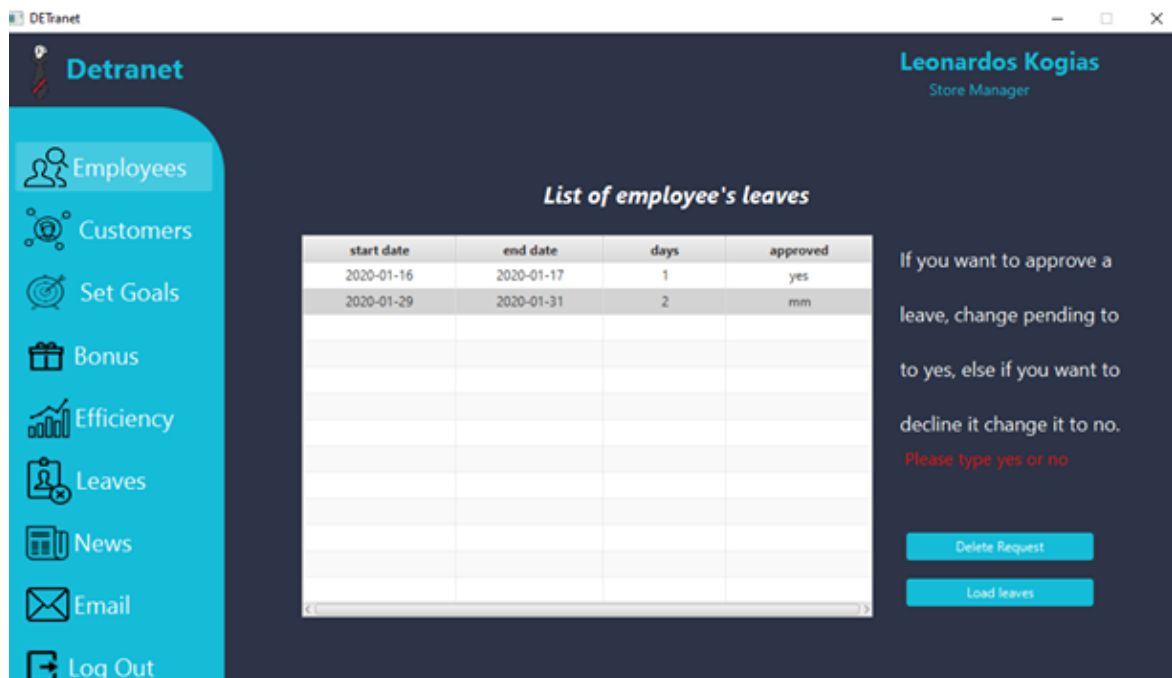 DETranet
Detranet
Leonardos Kogias
Store Manager
Employees
Customers
Set Goals
Bonus
Efficiency
Leaves
News
Email
Log Out
List of employee's leaves
start date end date days approved
2020-01-16 2020-01-17 1 yes
2020-01-29 2020-01-31 2 mm
If you want to approve a
leave, change pending to
to yes, else if you want to
decline it change it to no.
Please type yes or no
Delete Request
Load leaves